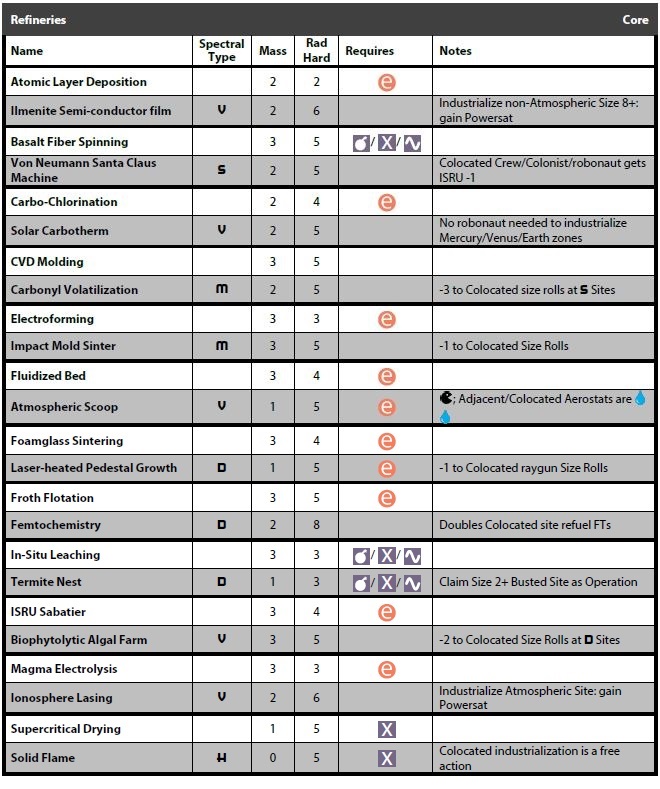 Refineries Core
Name Spectral Type Mass Rad Hard Requires Notes
Atomic Layer Deposition 2 2 e
Ilmenite Semi-conductor film V 2 6 Industrialize non-Atmospheric Size 8+: gain Powersat
Basalt Fiber Spinning 3 5 / X /
Von Neumann Santa Claus Machine S 2 5 Colocated Crew/Colonist/robonaut gets ISRU -1
Carbo-Chlorination 2 4 e
Solar Carbotherm V 2 5 No robonaut needed to industrialize Mercury/Venus/Earth zones
CVD Molding 3 5
Carbonyl Volatilization M 2 5 -3 to Colocated size rolls at S Sites
Electroforming 3 3 e
Impact Mold Sinter M 3 5 -1 to Colocated Size Rolls
Fluidized Bed 3 4 e
Atmospheric Scoop V 1 5 e ; Adjacent/Colocated Aerostats are
Foamglass Sintering 3 4 e
Laser-heated Pedestal Growth D 1 5 e -1 to Colocated raygun Size Rolls
Froth Flotation 3 5 e
Femtochemistry D 2 8 Doubles Colocated site refuel FTs
In-Situ Leaching 3 3 / X /
Termite Nest D 1 3 / X / Claim Size 2+ Busted Site as Operation
ISRU Sabatier 3 4 e
Biophytolytic Algal Farm V 3 5 -2 to Colocated Size Rolls at D Sites
Magma Electrolysis 3 3 e
Ionosphere Lasing V 2 6 Industrialize Atmospheric Site: gain Powersat
Supercritical Drying 1 5 X
Solid Flame H 0 5 X Colocated industrialization is a free action